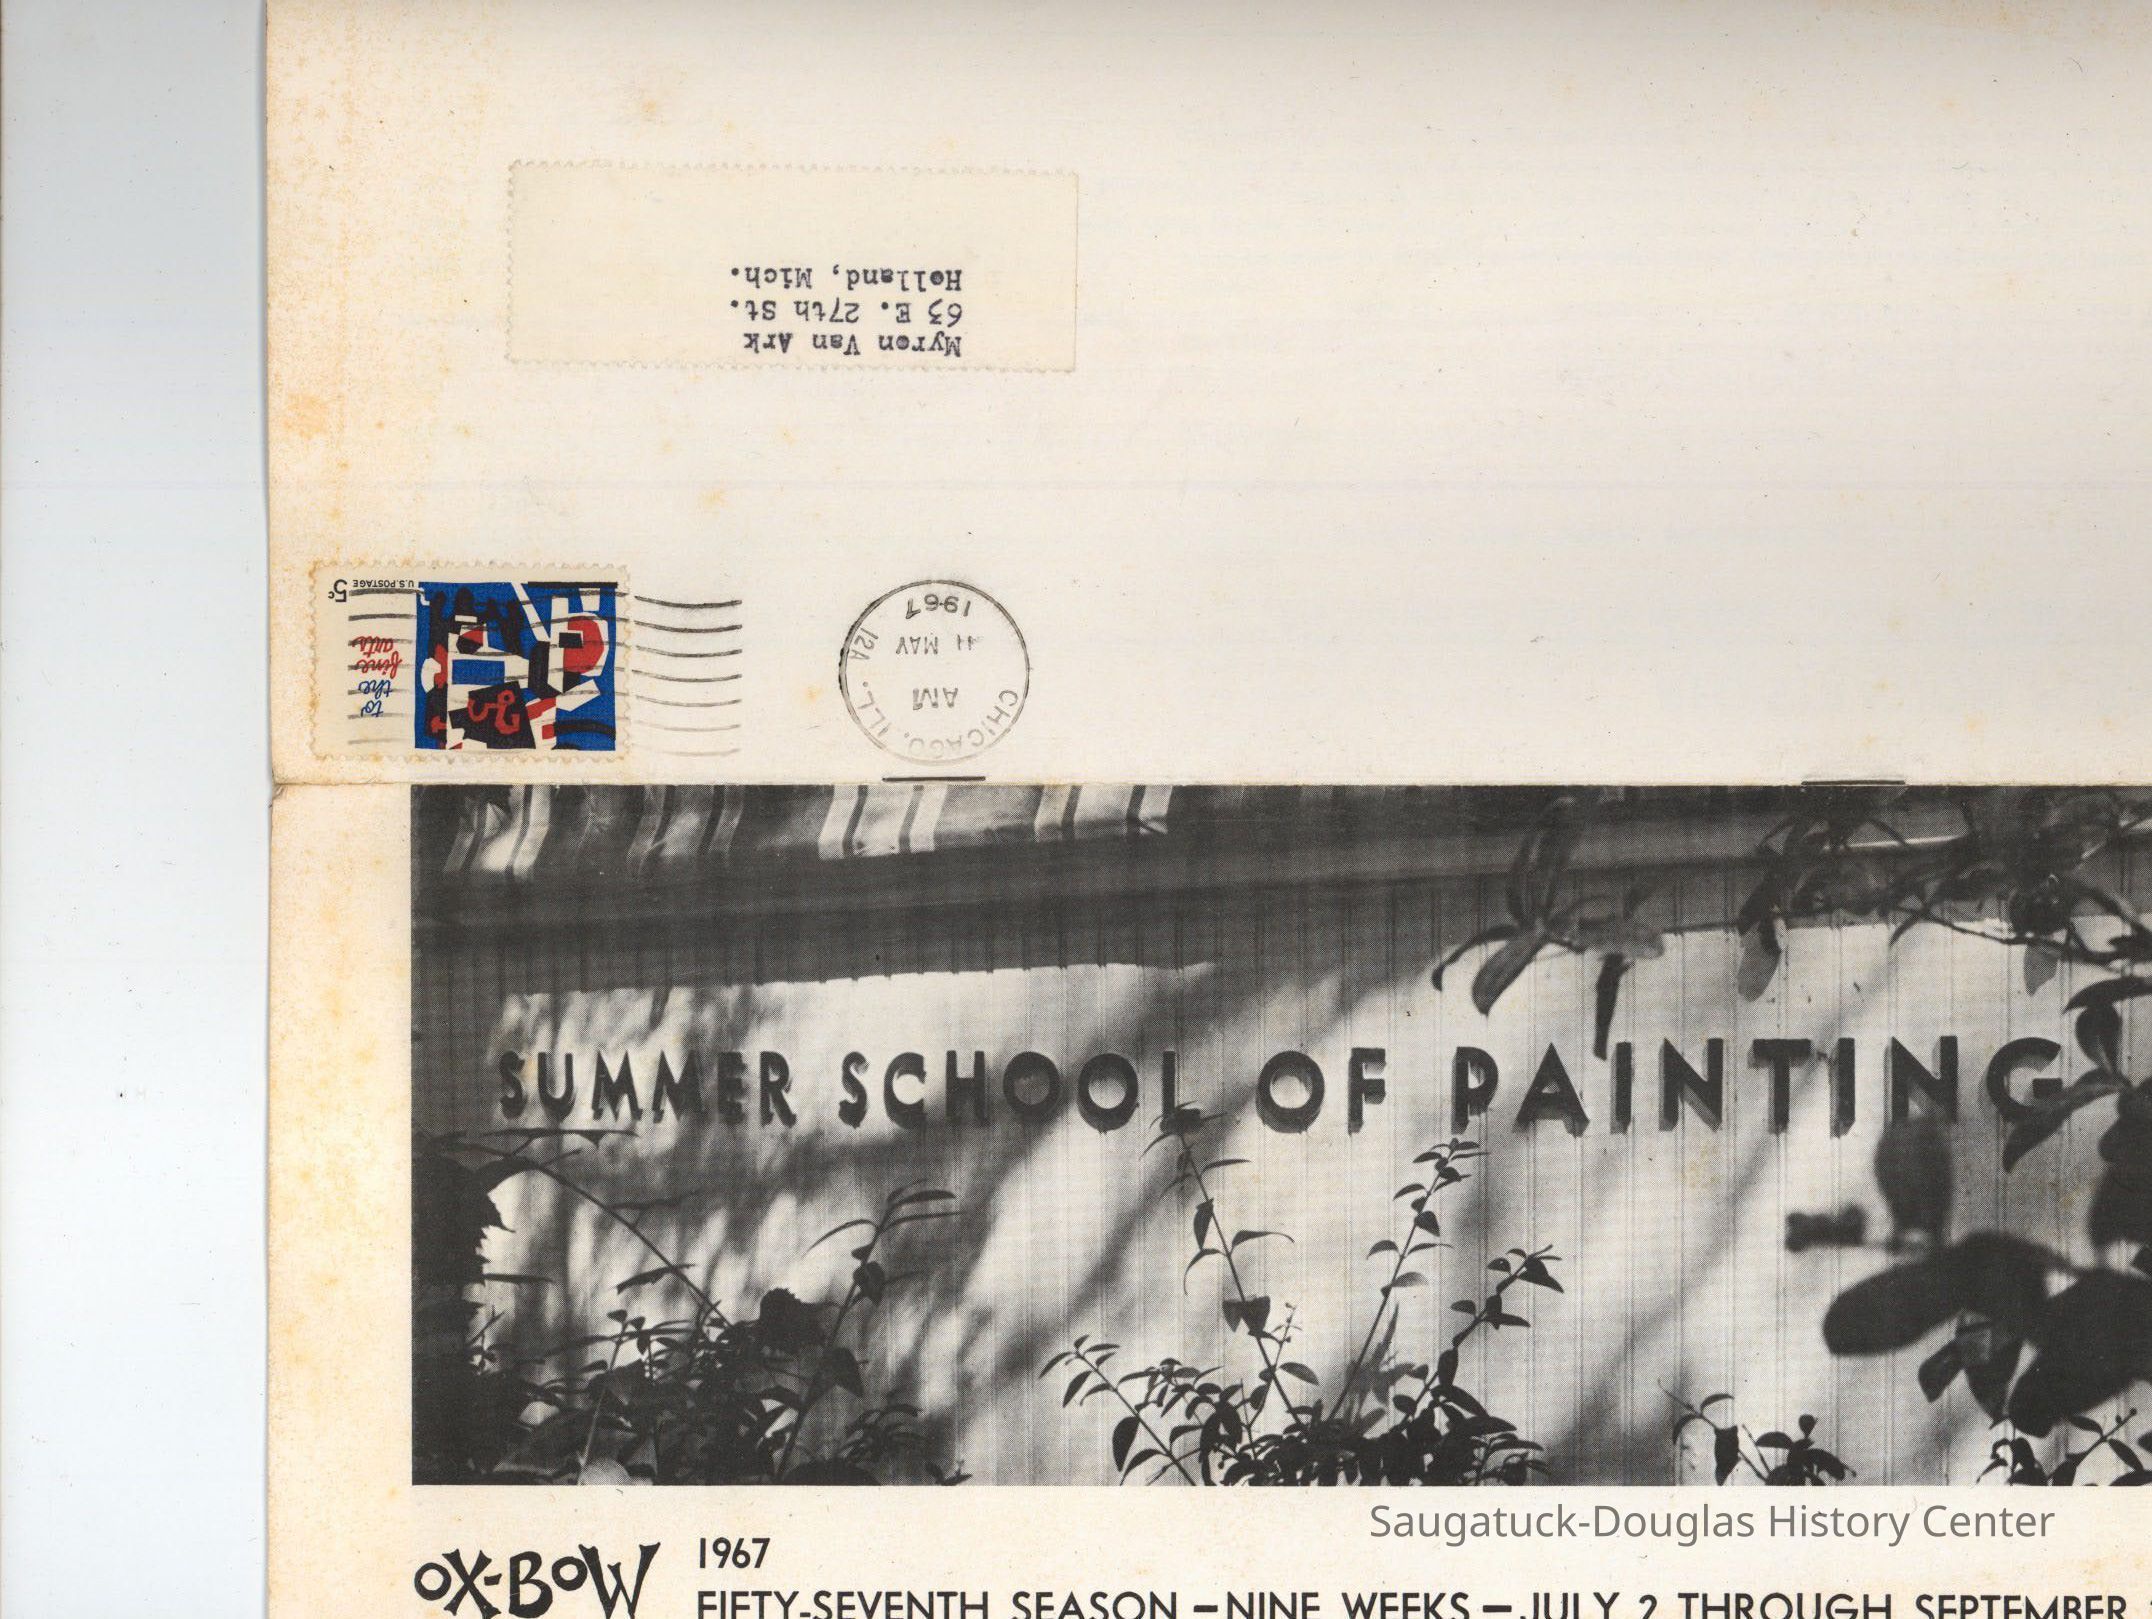 Myron Van Ark
63 E. 27th St.
Holland, Mich.
5c U.S. POSTAGE
to
the
fine
arts
CHICAGO, ILL. 12A
AM
11 MAY
1967
SUMMER SCHOOL OF PAINTING
Saugatuck-Douglas History Center
OX-BOW
1967
FIFTY-SEVENTH SEASON – NINE WEEKS – JULY 2 THROUGH SEPTEMBER